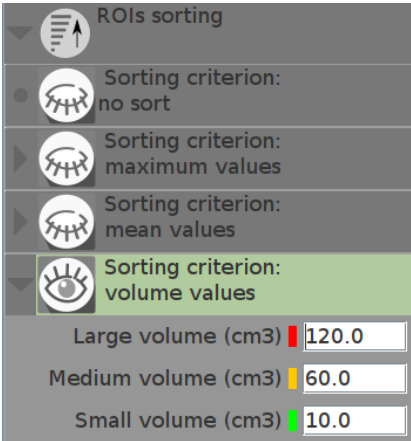 ROIs sorting
Sorting criterion:
no sort
Sorting criterion:
maximum values
Sorting criterion:
mean values
Sorting criterion:
volume values
Large volume (cm3) 120.0
Medium volume (cm3) 60.0
Small volume (cm3) 10.0